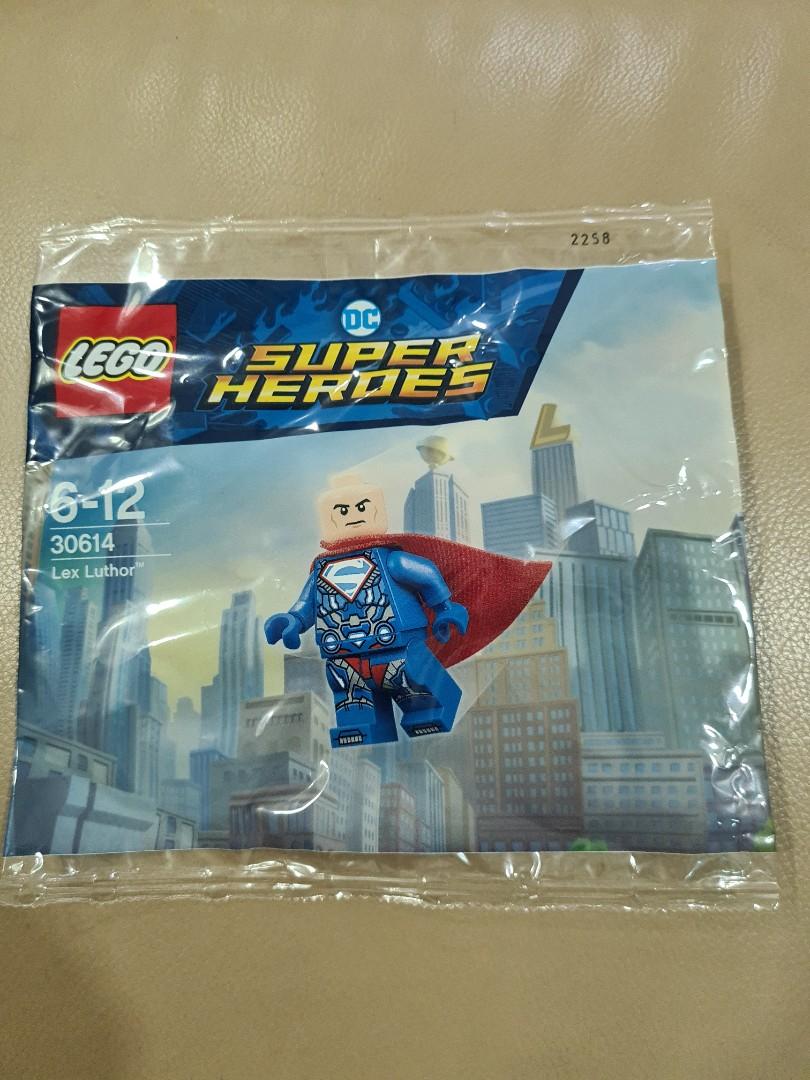 2258
LEGO
DC
SUPER
HEROES
6-12
30614
Lex Luthor™